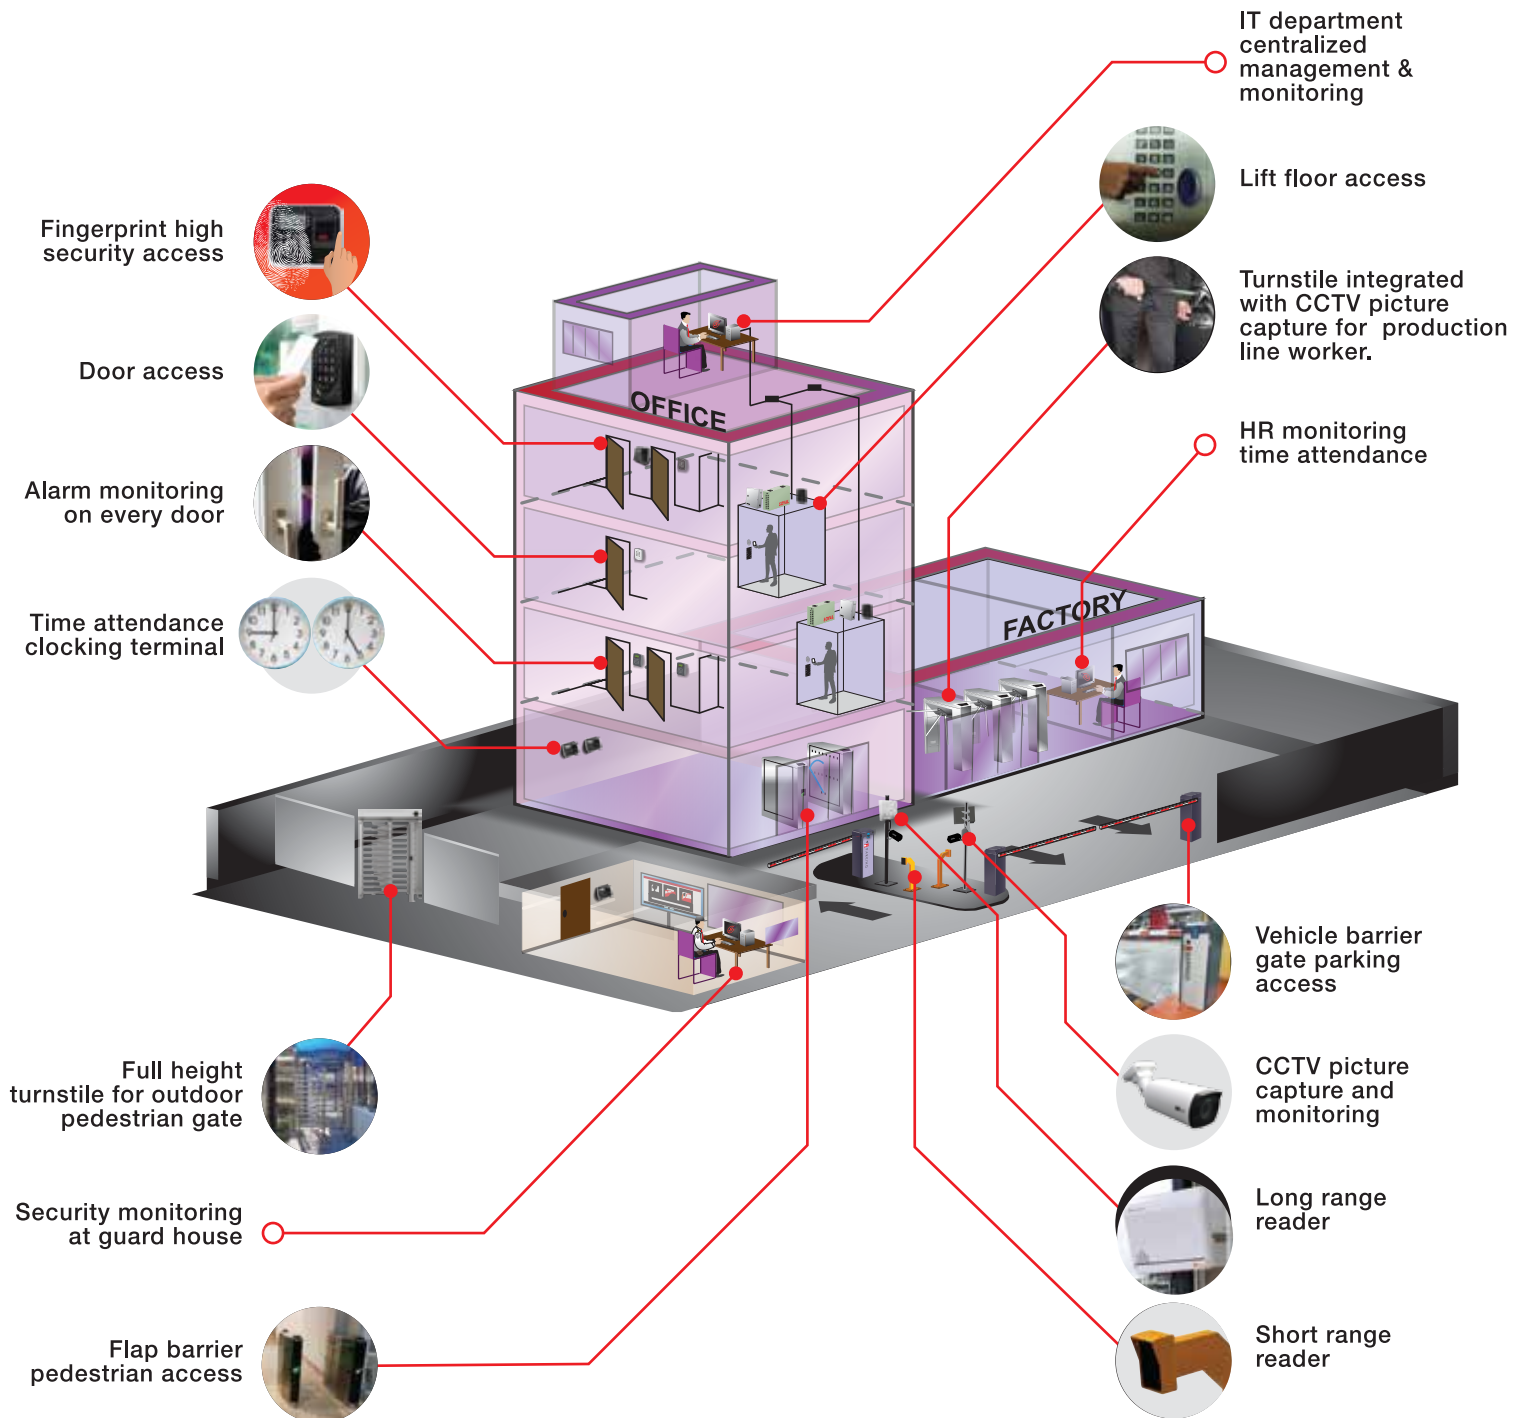 IT department
centralized
management &
monitoring
Lift floor access
Turnstile integrated
with CCTV picture
capture for production
line worker.
HR monitoring
time attendance
Fingerprint high
security access
Door access
Alarm monitoring
on every door
Time attendance
clocking terminal
OFFICE
FACTORY
Full height
turnstile for outdoor
pedestrian gate
Security monitoring
at guard house
Flap barrier
pedestrian access
Vehicle barrier
gate parking
access
CCTV picture
capture and
monitoring
Long range
reader
Short range
reader